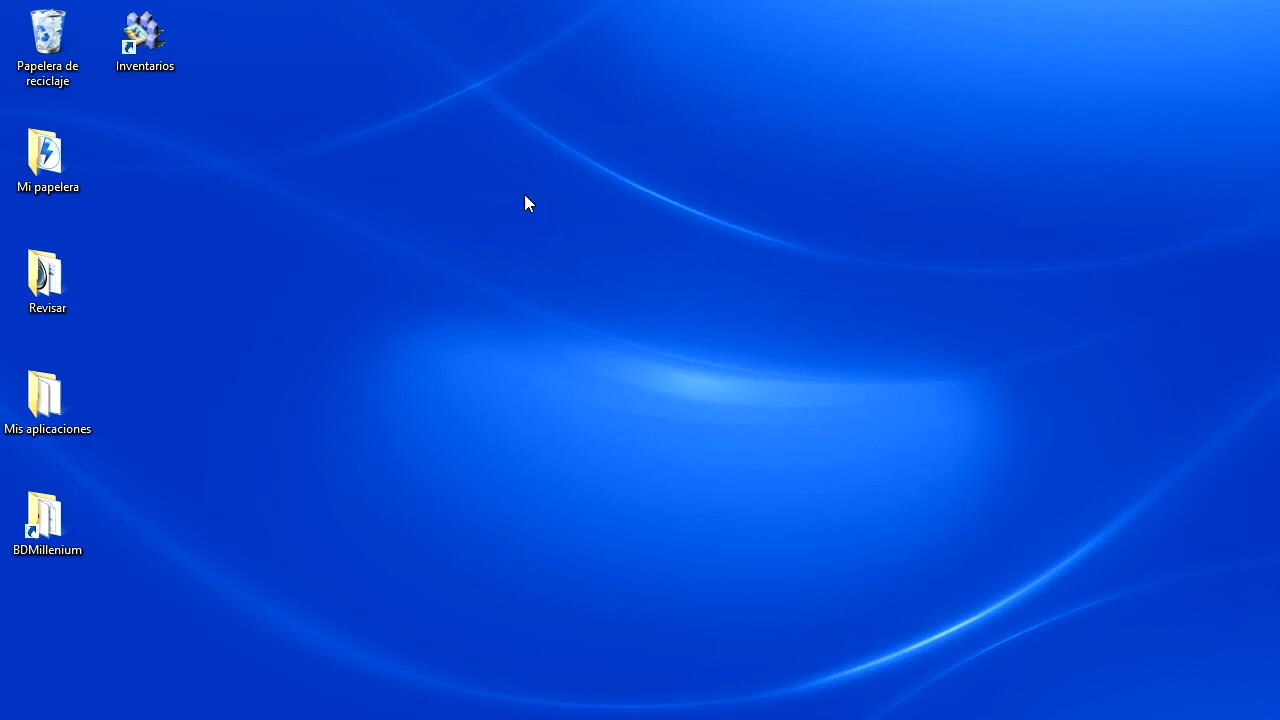 Papelera de
reciclaje
Inventarios
Mi papelera
Revisar
Mis aplicaciones
BDMillenium